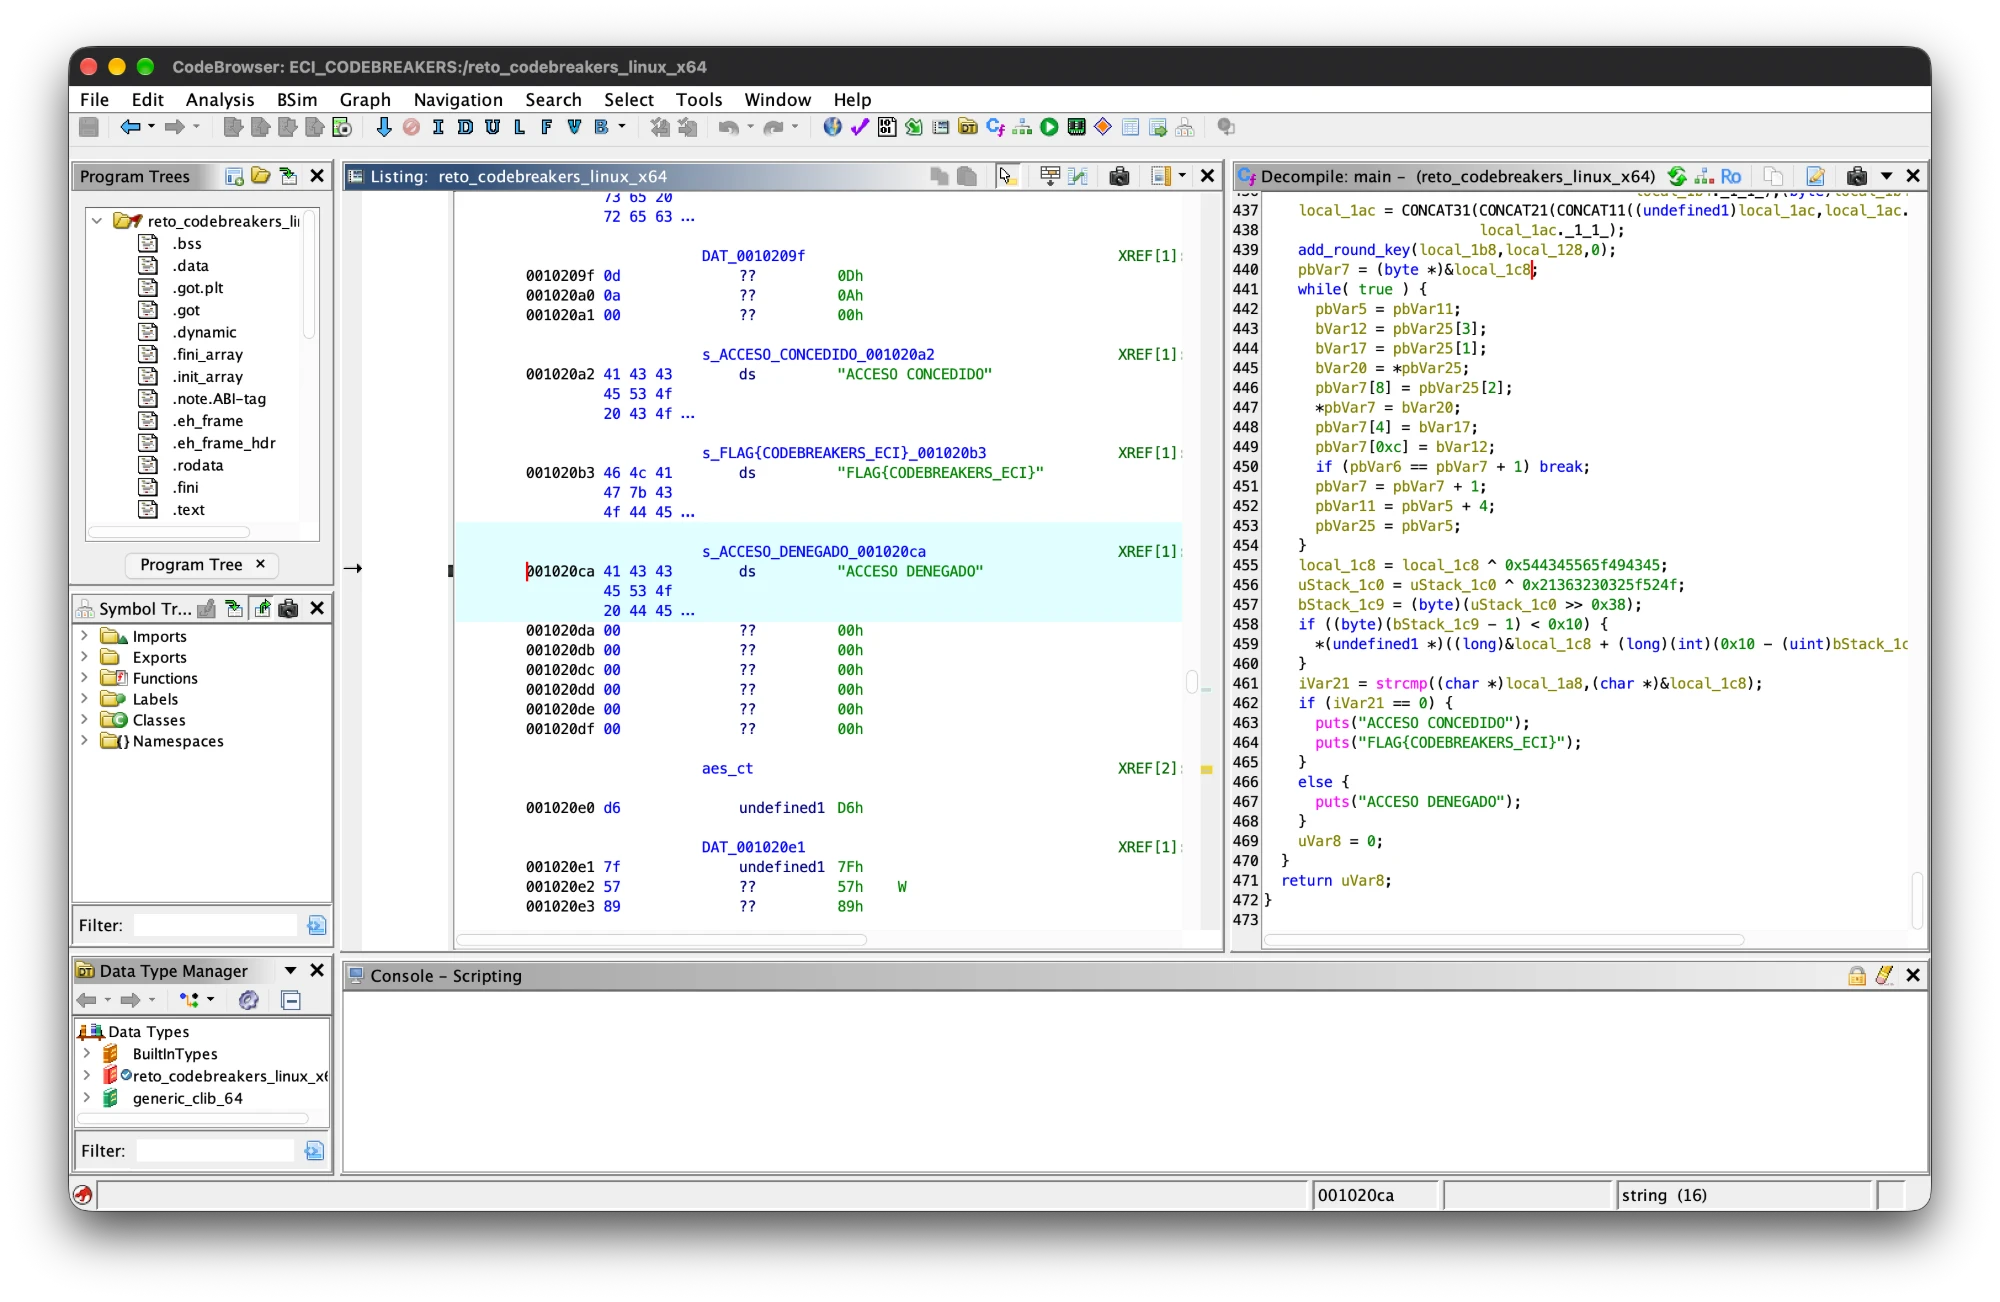 CodeBrowser: ECI_CODEBREAKERS:/reto_codebreakers_linux_x64
File Edit Analysis BSim Graph Navigation Search Select Tools Window Help
I D U L F V B
Program Trees
reto_codebreakers_li
.bss
.data
.got.plt
.got
.dynamic
.fini_array
.init_array
.note.ABI-tag
.eh_frame
.eh_frame_hdr
.rodata
.fini
.text
Program Tree ×
Symbol Tr...
Imports
Exports
Functions
Labels
Classes
Namespaces
Filter:
Data Type Manager
Data Types
BuiltInTypes
reto_codebreakers_linux_x6
generic_clib_64
Filter:
Listing: reto_codebreakers_linux_x64
73 65 20
72 65 63 ...
DAT_0010209f XREF[1]:
0010209f 0d ?? 0Dh
001020a0 0a ?? 0Ah
001020a1 00 ?? 00h
s_ACCESO_CONCEDIDO_001020a2 XREF[1]:
001020a2 41 43 43 ds "ACCESO CONCEDIDO"
45 53 4f
20 43 4f ...
s_FLAG{CODEBREAKERS_ECI}_001020b3 XREF[1]:
001020b3 46 4c 41 ds "FLAG{CODEBREAKERS_ECI}"
47 7b 43
4f 44 45 ...
s_ACCESO_DENEGADO_001020ca XREF[1]:
001020ca 41 43 43 ds "ACCESO DENEGADO"
45 53 4f
20 44 45 ...
001020da 00 ?? 00h
001020db 00 ?? 00h
001020dc 00 ?? 00h
001020dd 00 ?? 00h
001020de 00 ?? 00h
001020df 00 ?? 00h
aes_ct XREF[2]:
001020e0 d6 undefined1 D6h
DAT_001020e1 XREF[1]:
001020e1 7f undefined1 7Fh
001020e2 57 ?? 57h W
001020e3 89 ?? 89h
Decompile: main – (reto_codebreakers_linux_x64) Ro
437 local_1ac = CONCAT31(CONCAT21(CONCAT11((undefined1)local_1ac,local_1ac.
438 local_1ac._1_1_);
439 add_round_key(local_1b8,local_128,0);
440 pbVar7 = (byte *)&local_1c8;
441 while( true ) {
442 pbVar5 = pbVar11;
443 bVar12 = pbVar25[3];
444 bVar17 = pbVar25[1];
445 bVar20 = *pbVar25;
446 pbVar7[8] = pbVar25[2];
447 *pbVar7 = bVar20;
448 pbVar7[4] = bVar17;
449 pbVar7[0xc] = bVar12;
450 if (pbVar6 == pbVar7 + 1) break;
451 pbVar7 = pbVar7 + 1;
452 pbVar11 = pbVar5 + 4;
453 pbVar25 = pbVar5;
454 }
455 local_1c8 = local_1c8 ^ 0x544345565f494345;
456 uStack_1c0 = uStack_1c0 ^ 0x21363230325f524f;
457 bStack_1c9 = (byte)(uStack_1c0 >> 0x38);
458 if ((byte)(bStack_1c9 - 1) < 0x10) {
459 *(undefined1 *)((long)&local_1c8 + (long)(int)(0x10 - (uint)bStack_1c
460 }
461 iVar21 = strcmp((char *)local_1a8,(char *)&local_1c8);
462 if (iVar21 == 0) {
463 puts("ACCESO CONCEDIDO");
464 puts("FLAG{CODEBREAKERS_ECI}");
465 }
466 else {
467 puts("ACCESO DENEGADO");
468 }
469 uVar8 = 0;
470 }
471 return uVar8;
472 }
473
Console – Scripting
001020ca
string (16)